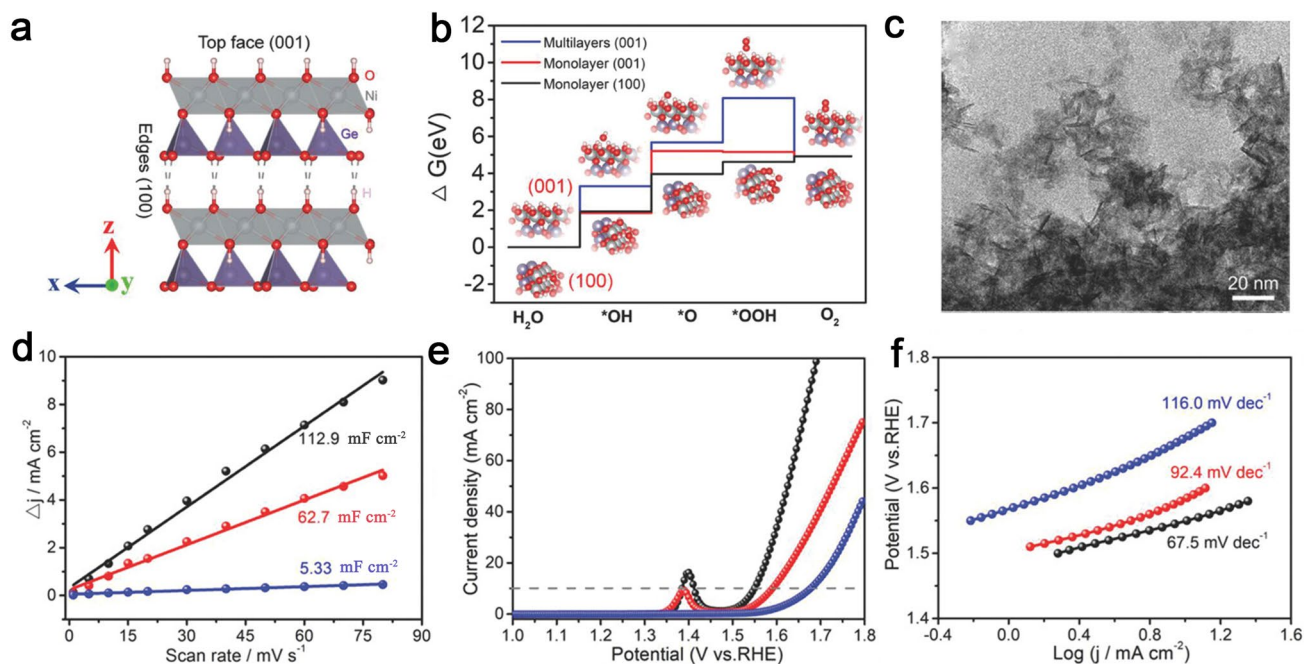 a
Top face (001)
Edges (100)
O
Ni
Ge
H
z
x
y
b
Multilayers (001)
Monolayer (001)
Monolayer (100)
△ G(eV)
12
10
8
6
4
2
0
-2
(001)
(100)
H₂O *OH *O *OOH O₂
c
20 nm
d
△j / mA cm⁻²
10
8
6
4
2
0
112.9 mF cm⁻²
62.7 mF cm⁻²
5.33 mF cm⁻²
0 15 30 45 60 75 90
Scan rate / mV s⁻¹
e
Current density (mA cm⁻²)
100
80
60
40
20
0
1.0 1.1 1.2 1.3 1.4 1.5 1.6 1.7 1.8
Potential (V vs.RHE)
f
Potential (V vs.RHE)
1.8
1.7
1.6
1.5
1.4
116.0 mV dec⁻¹
92.4 mV dec⁻¹
67.5 mV dec⁻¹
-0.4 0.0 0.4 0.8 1.2 1.6
Log (j / mA cm⁻²)